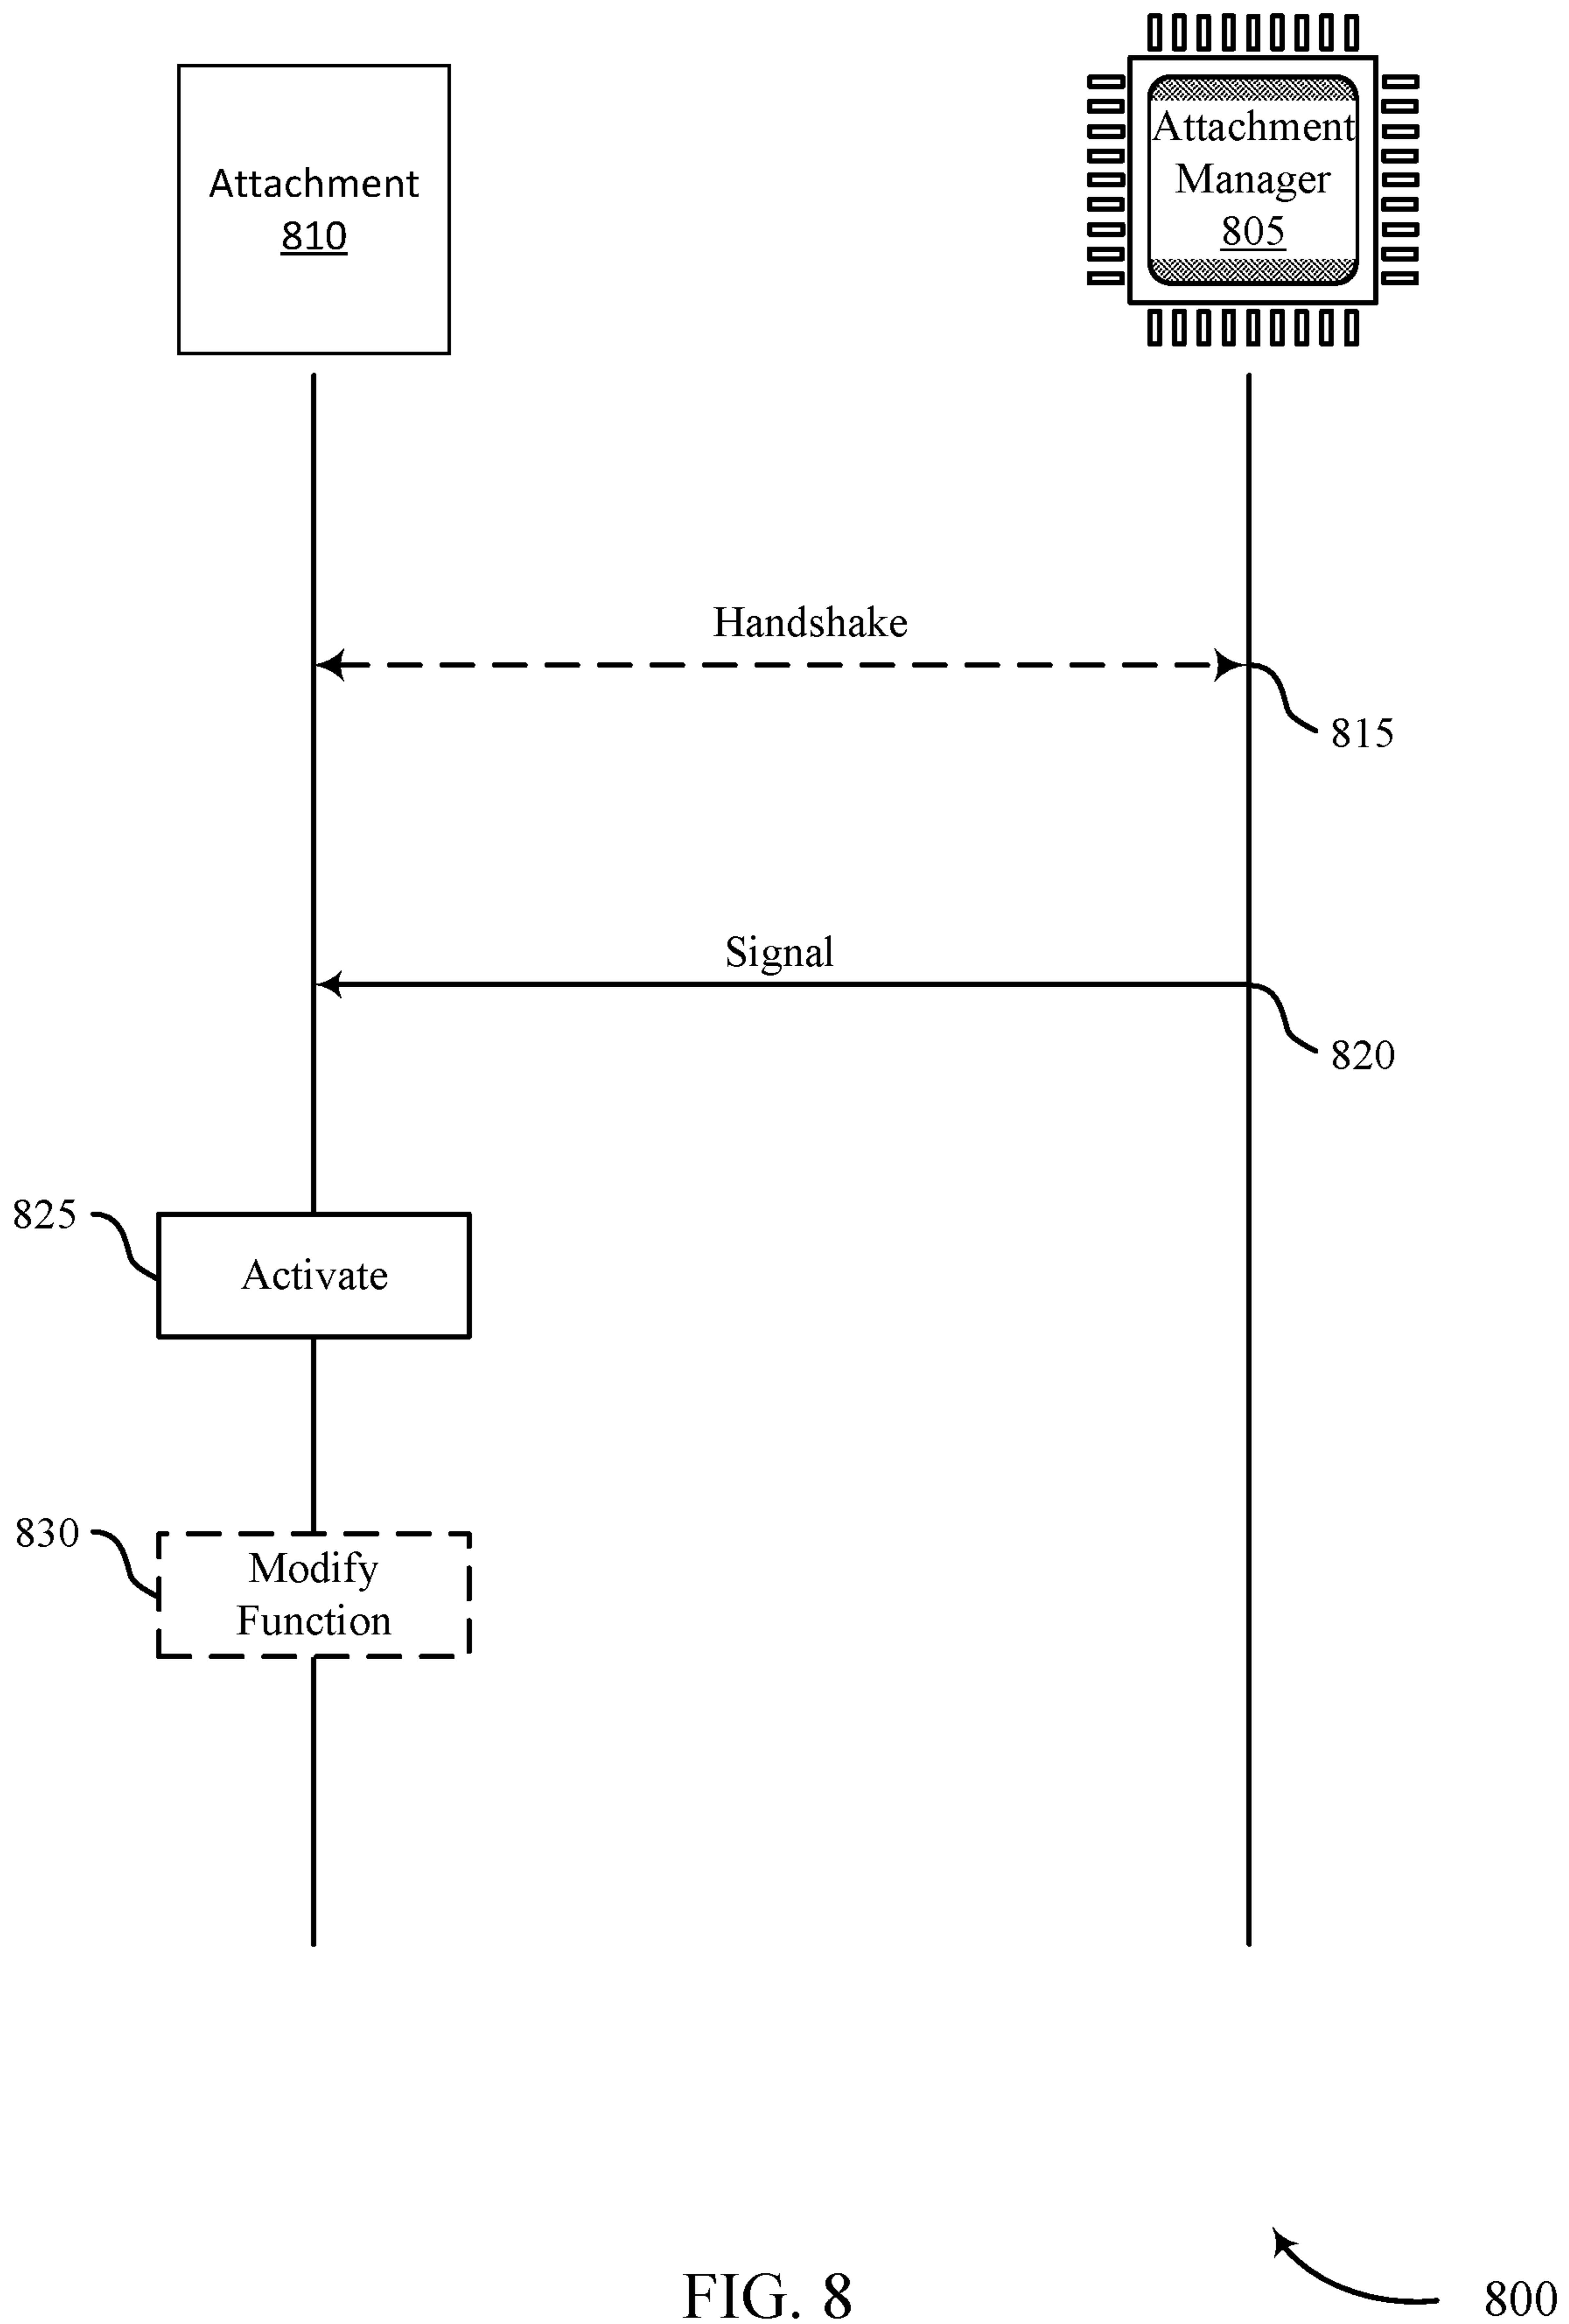 Attachment
810
Attachment
Manager
805
Handshake
815
Signal
820
825
Activate
830
Modify
Function
FIG. 8
800